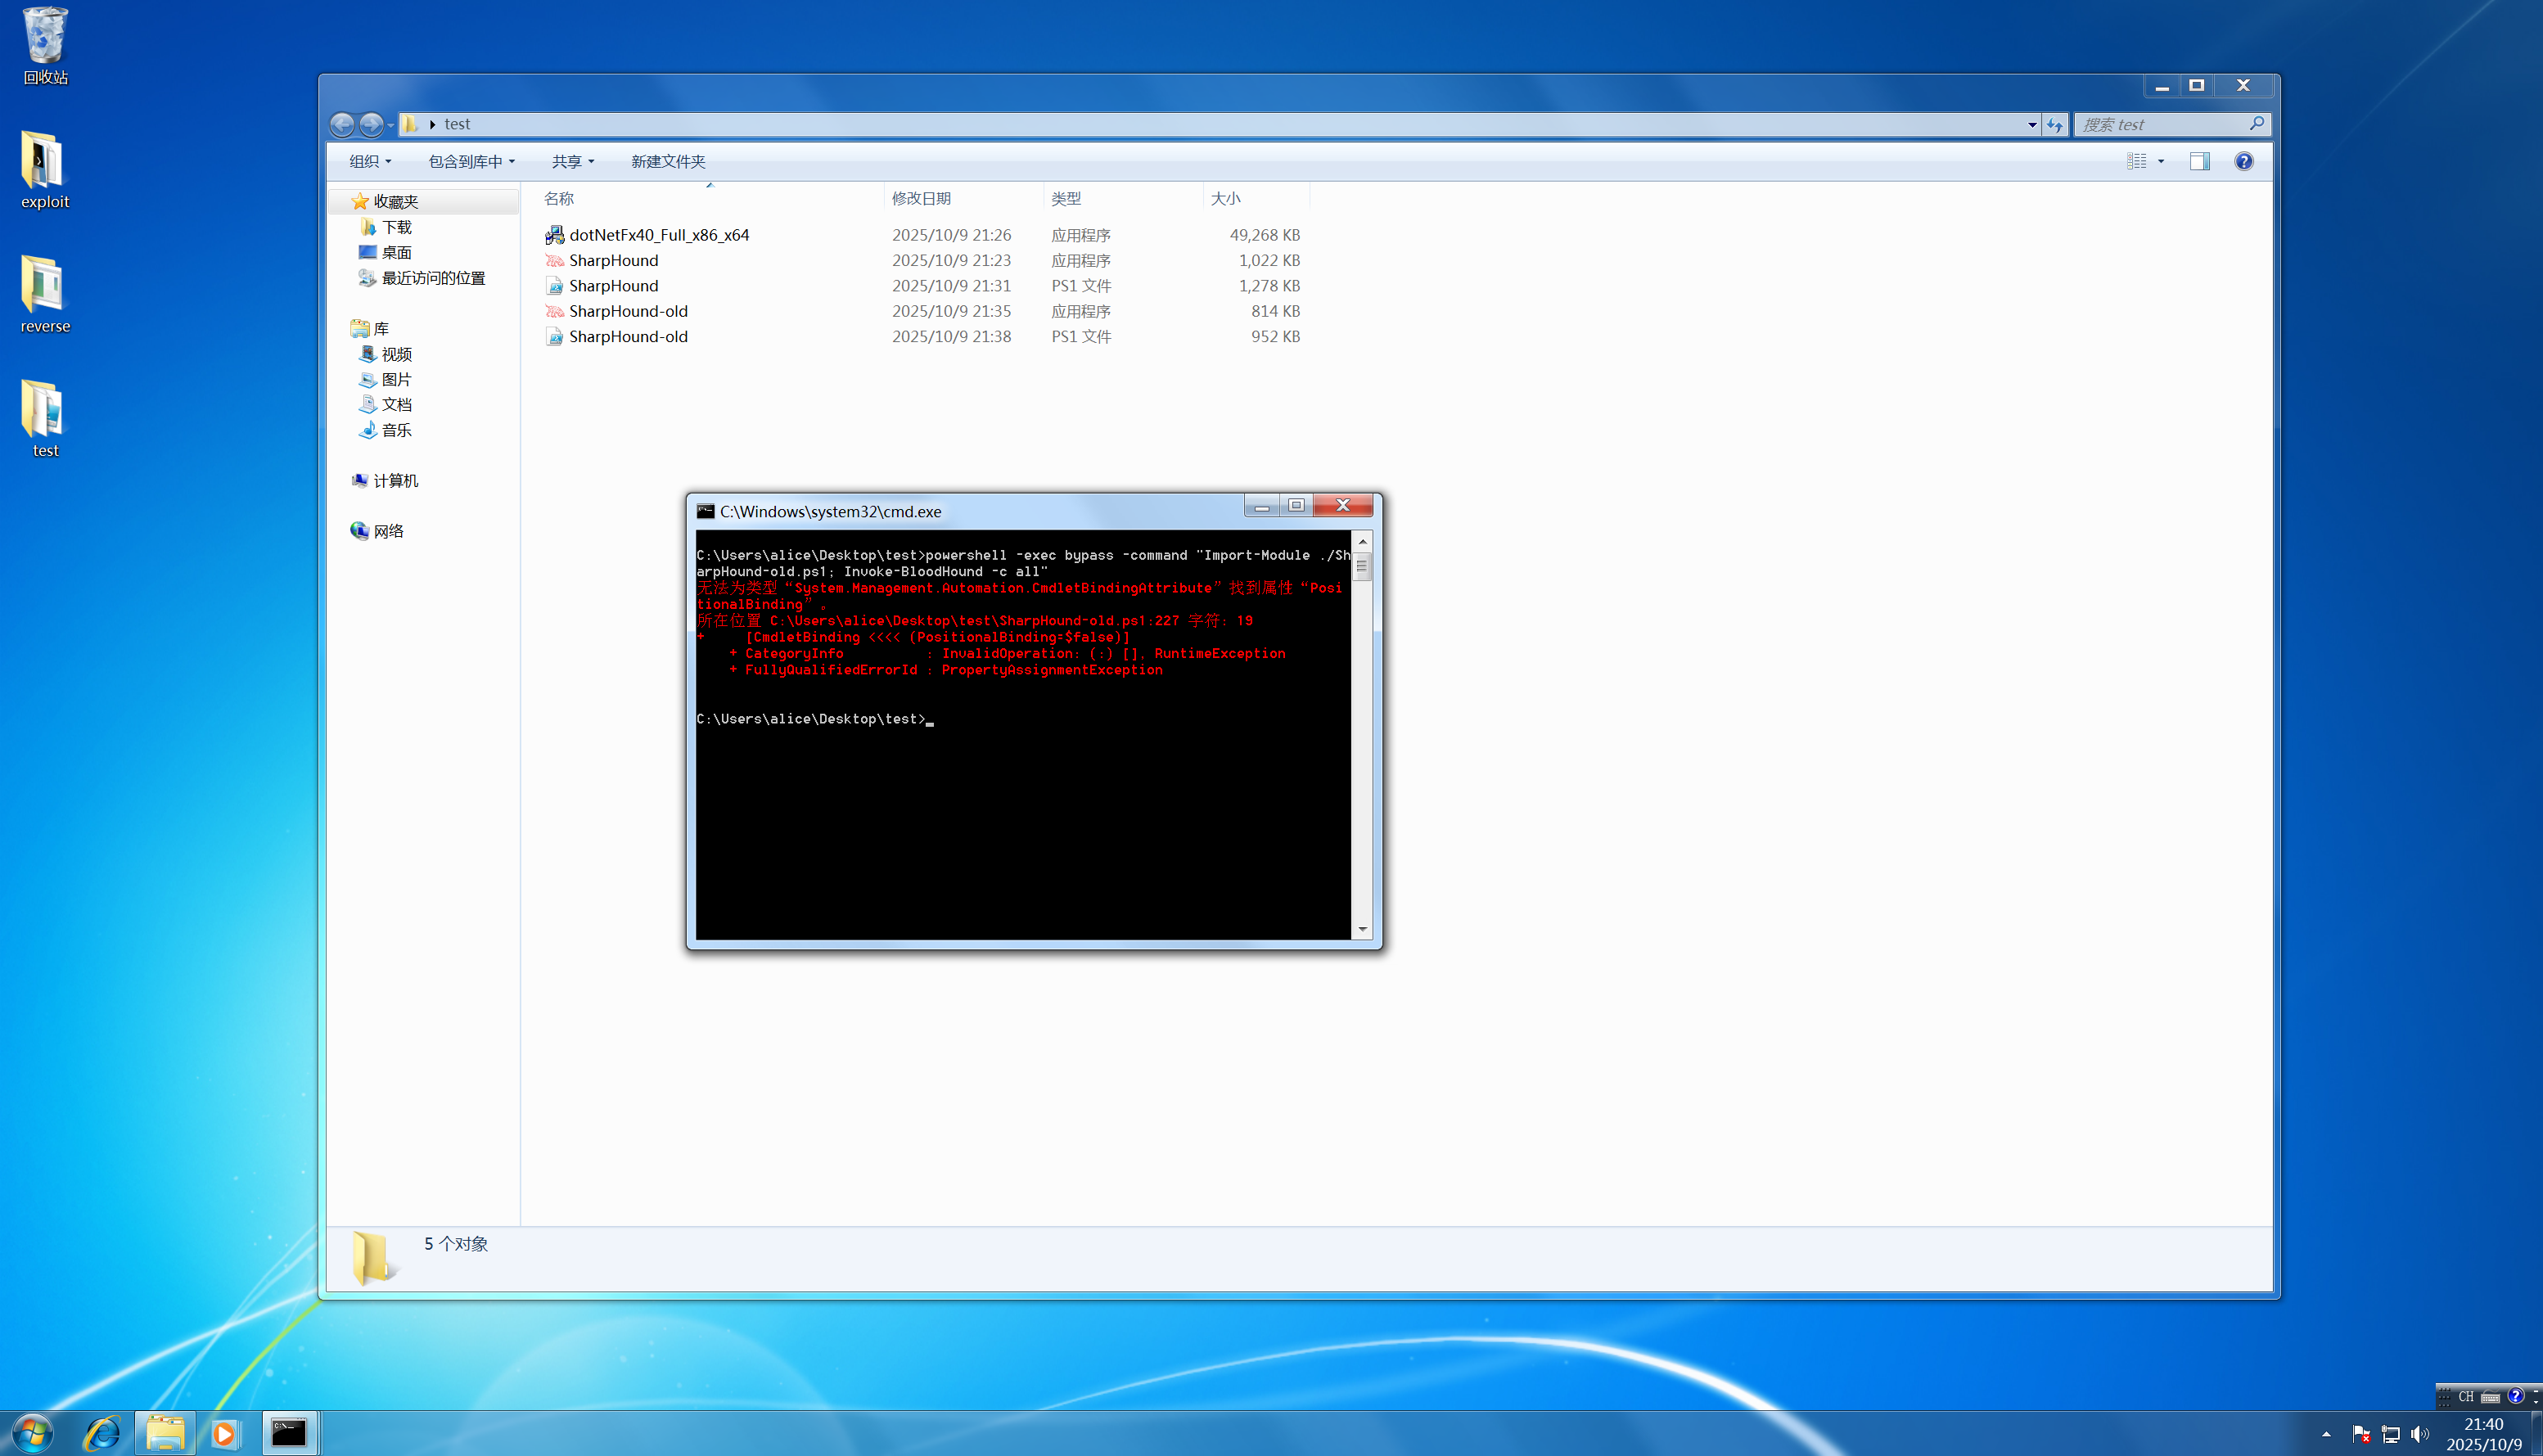 回收站
exploit
reverse
test
test
搜索 test
组织 包含到库中 共享 新建文件夹
收藏夹
下载
桌面
最近访问的位置
库
视频
图片
文档
音乐
计算机
网络
名称 修改日期 类型 大小
dotNetFx40_Full_x86_x64 2025/10/9 21:26 应用程序 49,268 KB
SharpHound 2025/10/9 21:23 应用程序 1,022 KB
SharpHound 2025/10/9 21:31 PS1 文件 1,278 KB
SharpHound-old 2025/10/9 21:35 应用程序 814 KB
SharpHound-old 2025/10/9 21:38 PS1 文件 952 KB
C:\Windows\system32\cmd.exe
C:\Users\alice\Desktop\test>powershell -exec bypass -command "Import-Module ./Sh
arpHound-old.ps1; Invoke-BloodHound -c all"
无法为类型“System.Management.Automation.CmdletBindingAttribute”找到属性“Posi
tionalBinding”。
所在位置 C:\Users\alice\Desktop\test\SharpHound-old.ps1:227 字符: 19
+     [CmdletBinding <<<< (PositionalBinding=$false)]
    + CategoryInfo          : InvalidOperation: (:) [], RuntimeException
    + FullyQualifiedErrorId : PropertyAssignmentException
C:\Users\alice\Desktop\test>_
5 个对象
CH
21:40
2025/10/9